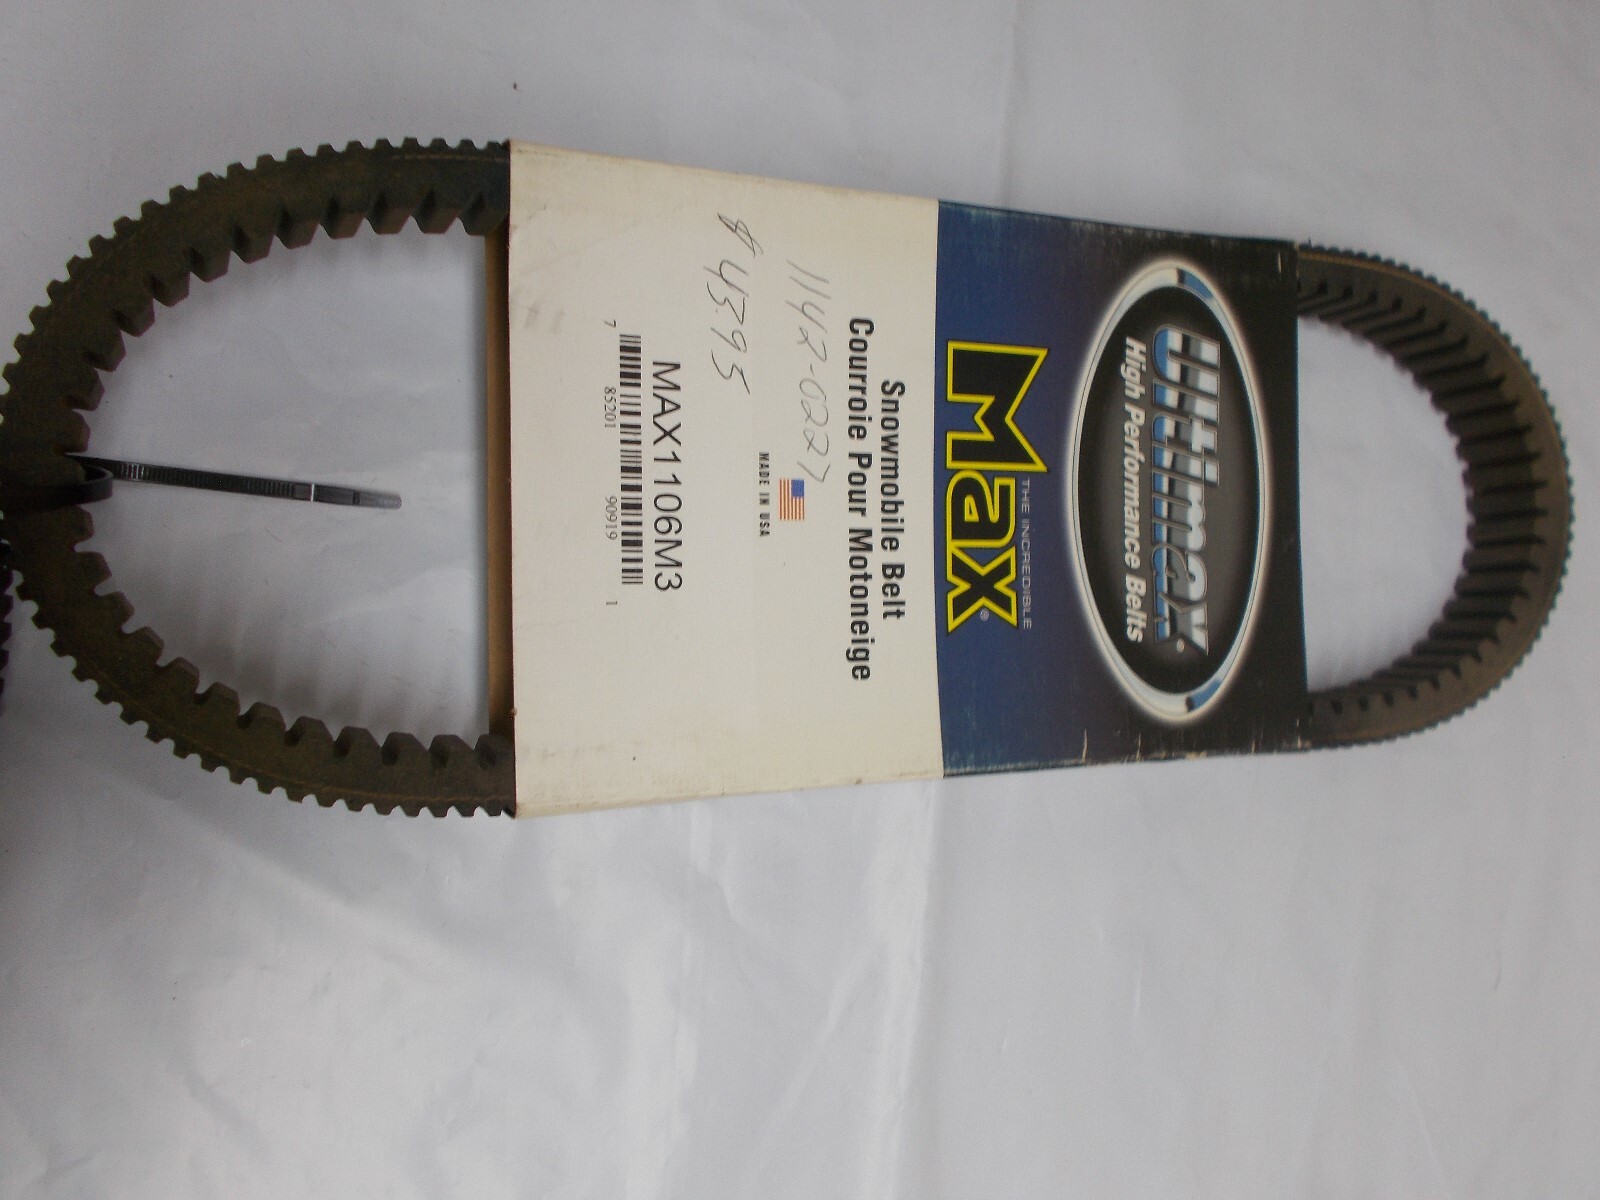 Ultimax
High Performance Belts
THE INCREDIBLE
Max®
Snowmobile Belt
Courroie Pour Motoneige
1142-0227
MADE IN USA
$43.95
MAX1106M3
7 85201 90919 1